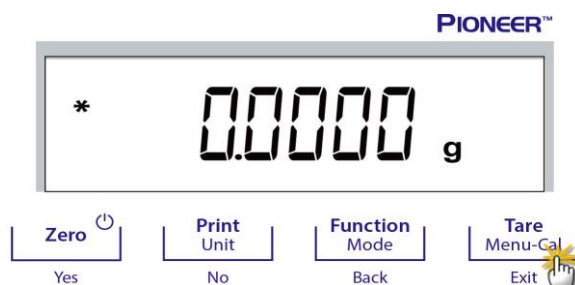 PIONEER™
* 0.0000 g
Zero Print Function Tare
Unit Mode Menu-Cal
Yes No Back Exit